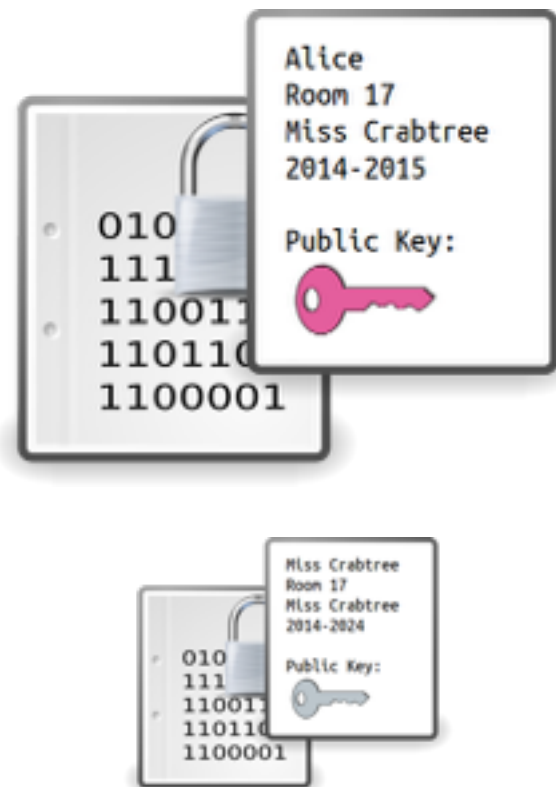 Alice
Room 17
Miss Crabtree
2014-2015
Public Key:
010
111
11001
110110
1100001
Miss Crabtree
Room 17
Miss Crabtree
2014-2024
Public Key:
010
111
11001
11011
1100001